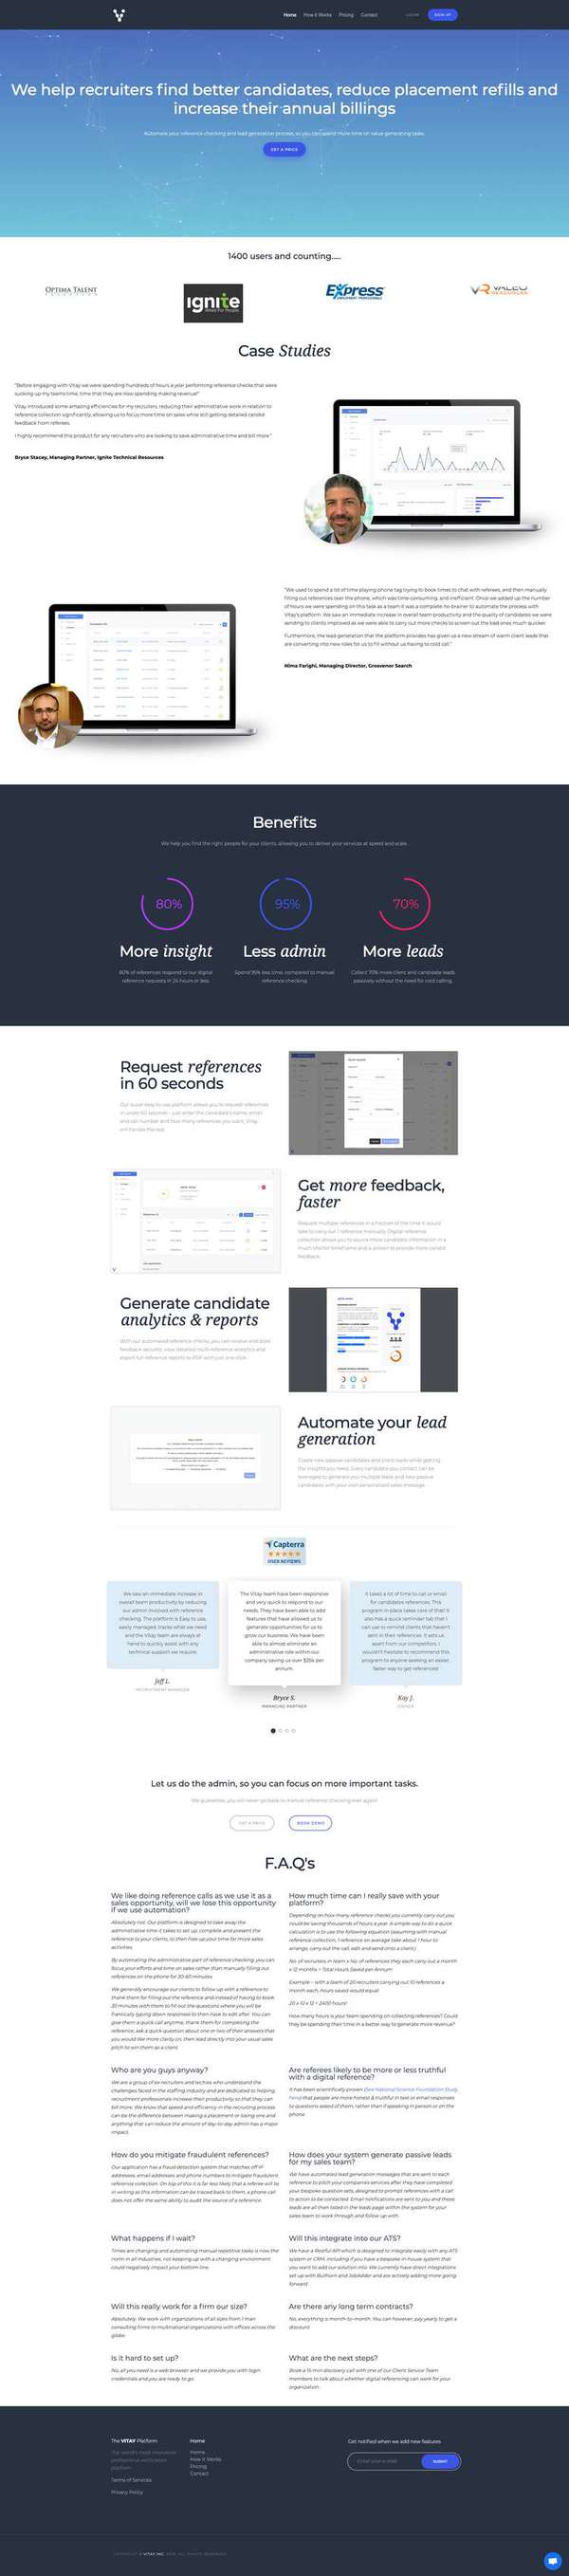 Home How it Works Pricing Contact LOGIN SIGN UP
We help recruiters find better candidates, reduce placement refills and
increase their annual billings
Automate your reference checking and lead generation process, so you can spend more time on value generating tasks.
GET A PRICE
1400 users and counting.....
OPTIMA TALENT
ignite
Wired For People.
Express
EMPLOYMENT PROFESSIONALS
VALEU
RESOURCES
Case Studies
"Before engaging with Vitay we were spending hundreds of hours a year performing reference checks that were
sucking up my teams time, time that they are now spending making revenue!"
Vitay introduced some amazing efficiencies for my recruiters, reducing their administrative work in relation to
reference collection significantly, allowing us to focus more time on sales while still getting detailed candid
feedback from referees.
I highly recommend this product for any recruiters who are looking to save administrative time and bill more."
Bryce Stacey, Managing Partner, Ignite Technical Resources
"We used to spend a lot of time playing phone tag trying to book times to chat with referees, and then manually
filling out references over the phone, which was time-consuming, and inefficient. Once we added up the number
of hours we were spending on this task as a team it was a complete no-brainer to automate the process with
Vitay's platform. We saw an immediate increase in overall team productivity and the quality of candidates we were
sending to clients improved as we were able to carry out more checks to screen out the bad ones much quicker.
Furthermore, the lead generation that the platform provides has given us a new stream of warm client leads that
are converting into new roles for us to fill without us having to cold call."
Nima Farighi, Managing Director, Grosvenor Search
Benefits
We help you find the right people for your clients, allowing you to deliver your services at speed and scale.
80% 95% 70%
More insight Less admin More leads
80% of references respond to our digital
reference requests in 24 hours or less.
Spend 95% less time, compared to manual
reference checking.
Collect 70% more client and candidate leads
passively without the need for cold calling.
Request references
in 60 seconds
Our super easy to use platform allows you to request references
in under 60 seconds - just enter the candidate's name, email
and cell number and how many references you want, Vitay
will handle the rest.
Get more feedback,
faster
Request multiple references in a fraction of the time it would
take to carry out 1 reference manually. Digital reference
collection allows you to source more candidate information in a
much shorter timeframe and is proven to provide more candid
feedback.
Generate candidate
analytics & reports
With our automated reference checks, you can receive and store
feedback securely, view detailed multi-reference analytics and
export full reference reports to PDF with just one click.
Automate your lead
generation
Create new passive candidates and client leads while getting
the insights you need. Every candidate you contact can be
leveraged to generate you multiple leads and new passive
candidates with your own personalized sales message.
Capterra
USER REVIEWS
We saw an immediate increase in
overall team productivity by reducing
our admin involved with reference
checking. The platform is Easy to use,
easily managed, tracks what we need
and the Vitay team are always at
hand to quickly assist with any
technical support we require.
Jeff L.
RECRUITMENT MANAGER
The Vitay team have been responsive
and very quick to respond to our
needs. They have been able to add
features that have allowed us to
generate opportunities for us to
grow our business. We have been
able to almost eliminate an
administrative role within our
company saving us over $35k per
annum.
Bryce S.
MANAGING PARTNER
It takes a lot of time to call or email
for candidates references. This
program in place takes care of that! It
also has a quick reminder tab that I
can use to remind clients that haven't
sent in their references. It sets us
apart from our competitors. I
wouldn't hesitate to recommend this
program to anyone seeking an easier,
faster way to get references!
Kay J.
OWNER
Let us do the admin, so you can focus on more important tasks.
We guarantee, you will never go back to manual reference checking ever again!
GET A PRICE BOOK DEMO
F.A.Q's
We like doing reference calls as we use it as a
sales opportunity, will we lose this opportunity
if we use automation?
Absolutely not. Our platform is designed to take away the
administrative time it takes to set up, complete and present the
reference to your clients, to then free up your time for more sales
activities.
By automating the administrative part of reference checking, you can
focus your efforts and time on sales rather than manually filling out
references on the phone for 30-60 minutes.
We generally encourage our clients to follow up with a reference to
thank them for filling out the reference and instead of having to book
30 minutes with them to fill out the questions where you will be
frantically typing down responses to then have to edit after. You can
give them a quick call anytime, thank them for completing the
reference, ask a quick question about one or two of their answers that
you would like more clarity on, then lead directly into your usual sales
pitch to win them as a client.
How much time can I really save with your
platform?
Depending on how many reference checks you currently carry out you
could be saving thousands of hours a year. A simple way to do a quick
calculation is to use the following equation (assuming with manual
reference collection, 1 reference on average takes about 1 hour to
arrange, carry out the call, edit and send onto a client.)
No. of recruiters in team x No. of references they each carry out a month
x 12 months = Total Hours Saved per Annum
Example - with a team of 20 recruiters carrying out 10 references a
month each, hours saved would equal:
20 x 10 x 12 = 2400 hours!
How many hours is your team spending on collecting references? Could
they be spending their time in a better way to generate more revenue?
Who are you guys anyway?
We are a group of ex recruiters and techies who understand the
challenges faced in the staffing industry and are dedicated to helping
recruitment professionals increase their productivity so that they can
bill more. We know that speed and efficiency in the recruiting process
can be the difference between making a placement or losing one and
anything that can reduce the amount of day-to-day admin has a major
impact.
Are referees likely to be more or less truthful
with a digital reference?
It has been scientifically proven (See National Science Foundation Study
here) that people are more honest & truthful in text or email responses
to questions asked of them, rather than if speaking in person or on the
phone.
How do you mitigate fraudulent references?
Our application has a fraud detection system that matches off IP
addresses, email addresses and phone numbers to mitigate fraudulent
reference collection. On top of this it is far less likely that a referee will lie
in writing as this information can be traced back to them, a phone call
does not offer the same ability to audit the source of a reference.
How does your system generate passive leads
for my sales team?
We have automated lead generation messages that are sent to each
reference to pitch your companies services after they have completed
your bespoke question sets, designed to prompt references with a call
to action to be contacted. Email notifications are sent to you and those
leads are all then listed in the leads page within the system for your
sales team to work through and follow up with.
What happens if I wait?
Times are changing and automating manual repetitive tasks is now the
norm in all industries, not keeping up with a changing environment
could negatively impact your bottom line.
Will this integrate into our ATS?
We have a Restful API which is designed to integrate easily with any ATS
system or CRM, including if you have a bespoke in-house system that
you want to add our solution into. We currently have direct integrations
set up with Bullhorn and JobAdder and are actively adding more going
forward.
Will this really work for a firm our size?
Absolutely. We work with organizations of all sizes from 1 man
consulting firms to multinational organizations with offices across the
globe.
Are there any long term contracts?
No, everything is month-to-month. You can however, pay yearly to get a
discount.
Is it hard to set up?
No, all you need is a web browser and we provide you with login
credentials and you are ready to go.
What are the next steps?
Book a 15 min discovery call with one of our Client Service Team
members to talk about whether digital referencing can work for your
organization.
The VITAY Platform
The world's most innovative
professional verification
platform.
Terms of Services
Privacy Policy
Home
Home
How it Works
Pricing
Contact
Get notified when we add new features
Enter your e-mail SUBMIT